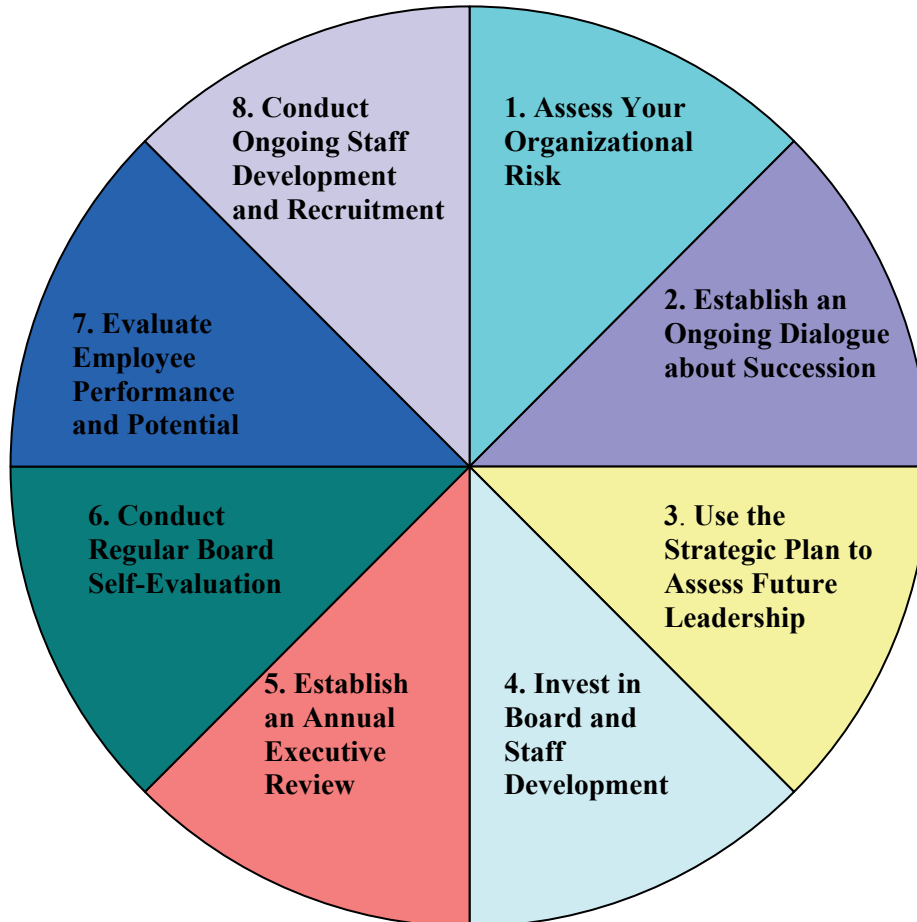 1. Assess Your
Organizational
Risk
2. Establish an
Ongoing Dialogue
about Succession
3. Use the
Strategic Plan to
Assess Future
Leadership
4. Invest in
Board and
Staff
Development
5. Establish
an Annual
Executive
Review
6. Conduct
Regular Board
Self-Evaluation
7. Evaluate
Employee
Performance
and Potential
8. Conduct
Ongoing Staff
Development
and Recruitment